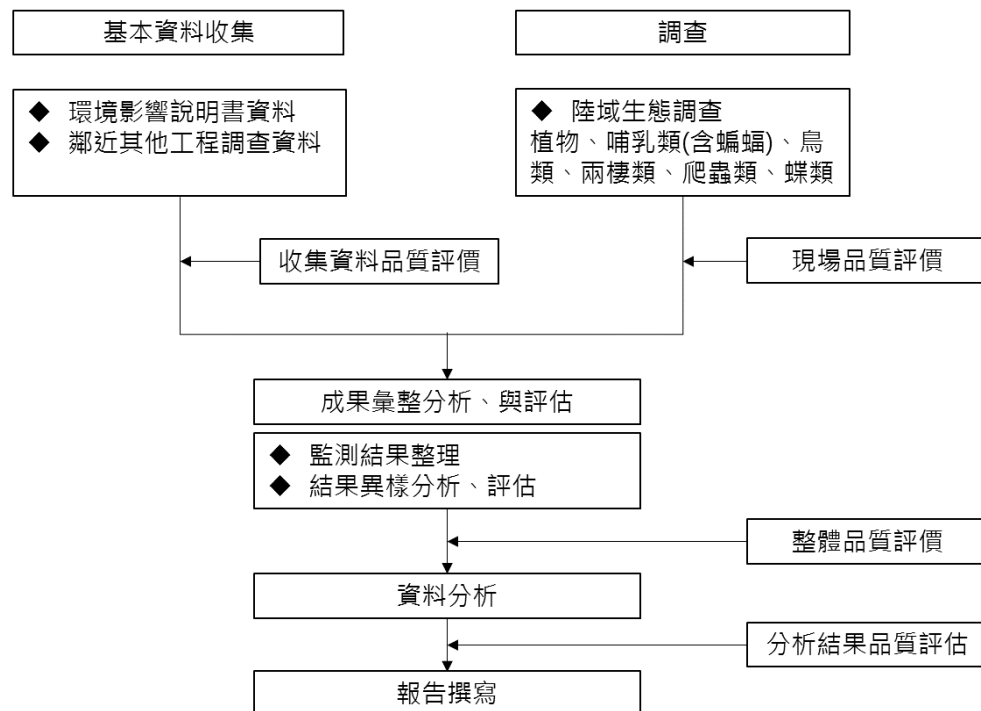 基本資料收集
調查
◆ 環境影響說明書資料
◆ 鄰近其他工程調查資料
◆ 陸域生態調查
植物、哺乳類(含蝙蝠)、鳥
類、兩棲類、爬蟲類、蝶類
收集資料品質評價
現場品質評價
成果彙整分析、與評估
◆ 監測結果整理
◆ 結果異樣分析、評估
整體品質評價
資料分析
分析結果品質評估
報告撰寫